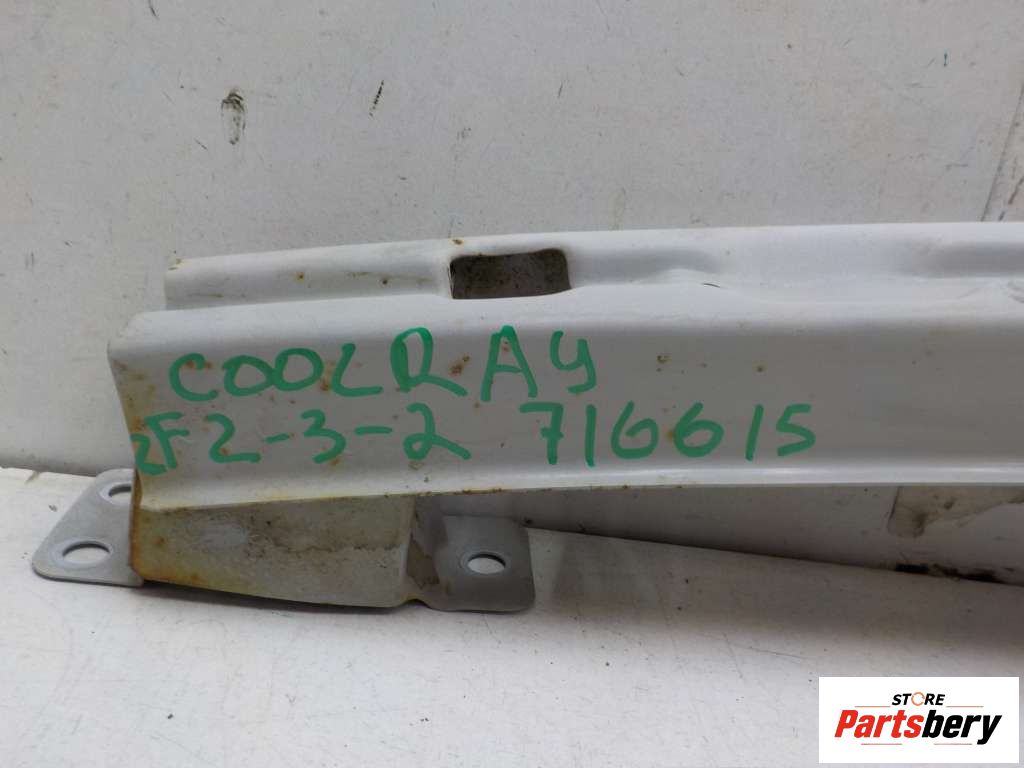 COOLRAY
2F2-3-2 716615
STORE
Partsbery